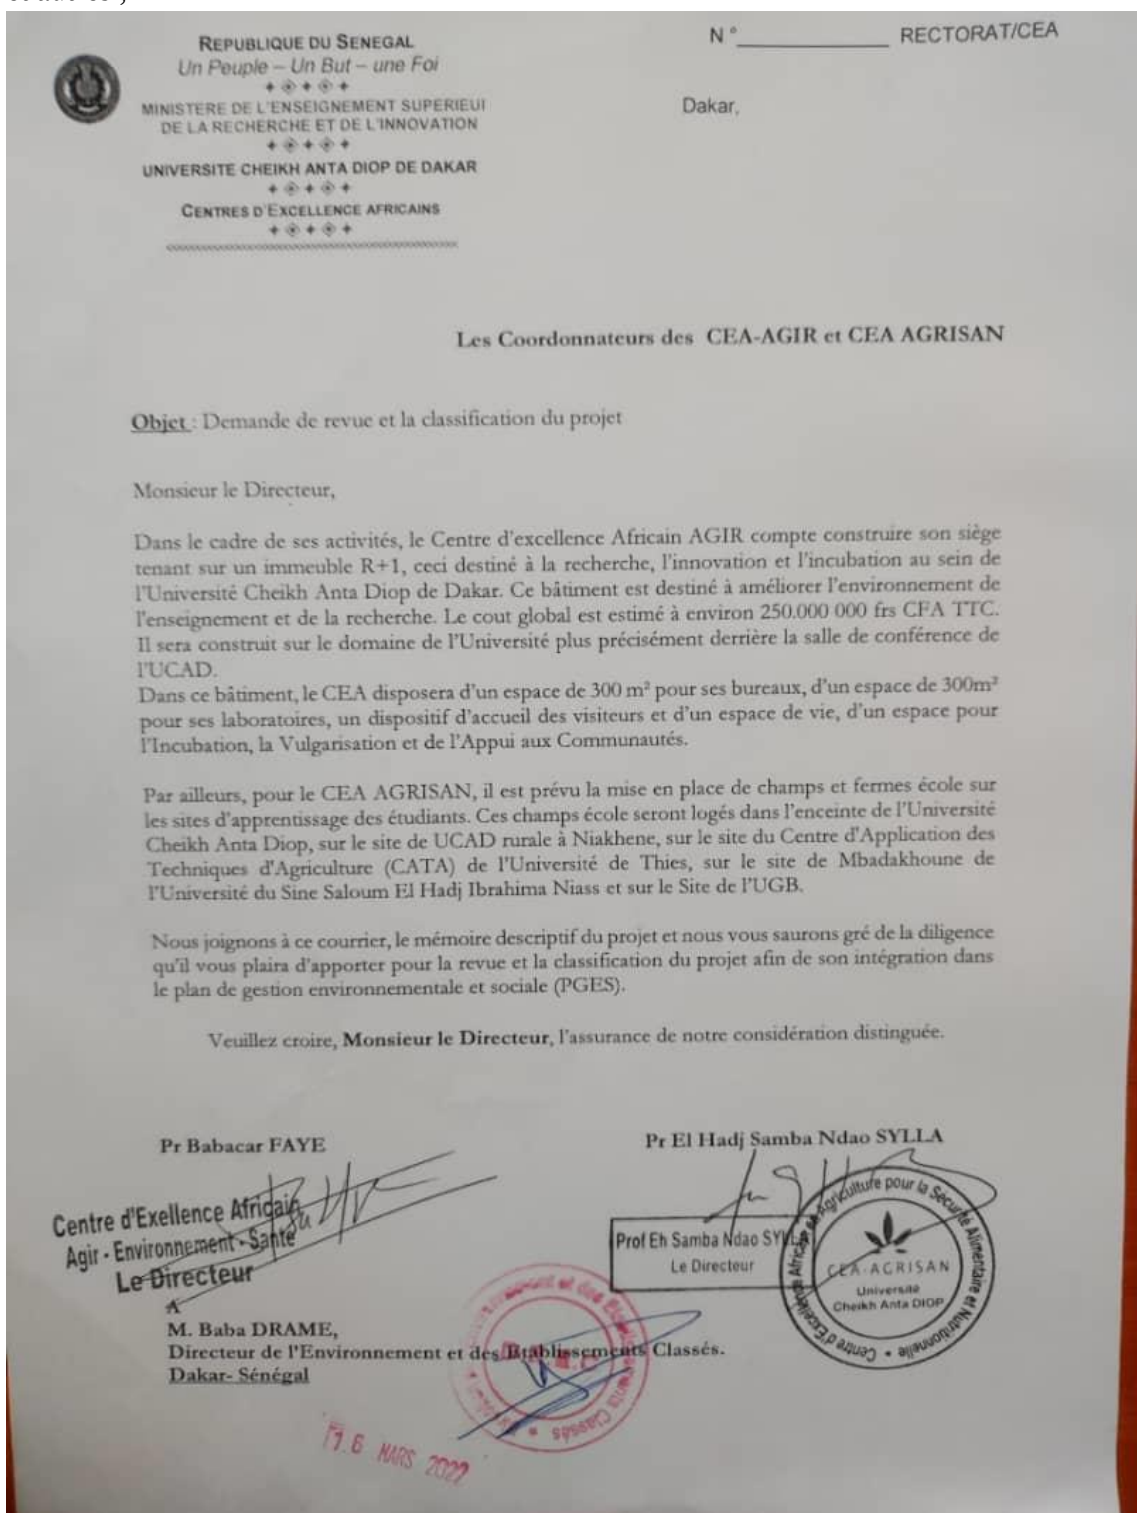 REPUBLIQUE DU SENEGAL
Un Peuple – Un But – une Foi
MINISTERE DE L'ENSEIGNEMENT SUPERIEUI
DE LA RECHERCHE ET DE L'INNOVATION
UNIVERSITE CHEIKH ANTA DIOP DE DAKAR
CENTRES D'EXCELLENCE AFRICAINS
N °__________ RECTORAT/CEA
Dakar,
Les Coordonnateurs des CEA-AGIR et CEA AGRISAN
Objet : Demande de revue et la classification du projet
Monsieur le Directeur,
Dans le cadre de ses activités, le Centre d'excellence Africain AGIR compte construire son siège
tenant sur un immeuble R+1, ceci destiné à la recherche, l'innovation et l'incubation au sein de
l'Université Cheikh Anta Diop de Dakar. Ce bâtiment est destiné à améliorer l'environnement de
l'enseignement et de la recherche. Le cout global est estimé à environ 250.000 000 frs CFA TTC.
Il sera construit sur le domaine de l'Université plus précisément derrière la salle de conférence de
l'UCAD.
Dans ce bâtiment, le CEA disposera d'un espace de 300 m² pour ses bureaux, d'un espace de 300m²
pour ses laboratoires, un dispositif d'accueil des visiteurs et d'un espace de vie, d'un espace pour
l'Incubation, la Vulgarisation et de l'Appui aux Communautés.
Par ailleurs, pour le CEA AGRISAN, il est prévu la mise en place de champs et fermes école sur
les sites d'apprentissage des étudiants. Ces champs école seront logés dans l'enceinte de l'Université
Cheikh Anta Diop, sur le site de UCAD rurale à Niakhene, sur le site du Centre d'Application des
Techniques d'Agriculture (CATA) de l'Université de Thies, sur le site de Mbadakhoune de
l'Université du Sine Saloum El Hadj Ibrahima Niass et sur le Site de l'UGB.
Nous joignons à ce courrier, le mémoire descriptif du projet et nous vous saurons gré de la diligence
qu'il vous plaira d'apporter pour la revue et la classification du projet afin de son intégration dans
le plan de gestion environnementale et sociale (PGES).
Veuillez croire, Monsieur le Directeur, l'assurance de notre considération distinguée.
Pr Babacar FAYE
Centre d'Exellence Africain
Agir - Environnement - Santé
Le Directeur
Pr El Hadj Samba Ndao SYLLA
Prof Eh Samba Ndao SYLLA
Le Directeur
Centre d'Excellence Africain en Agriculture pour la Sécurité Alimentaire et Nutritionnelle
CEA-AGRISAN
Université
Cheikh Anta DIOP
A
M. Baba DRAME,
Directeur de l'Environnement et des Etablissements Classés.
Dakar- Sénégal
16 MARS 2022